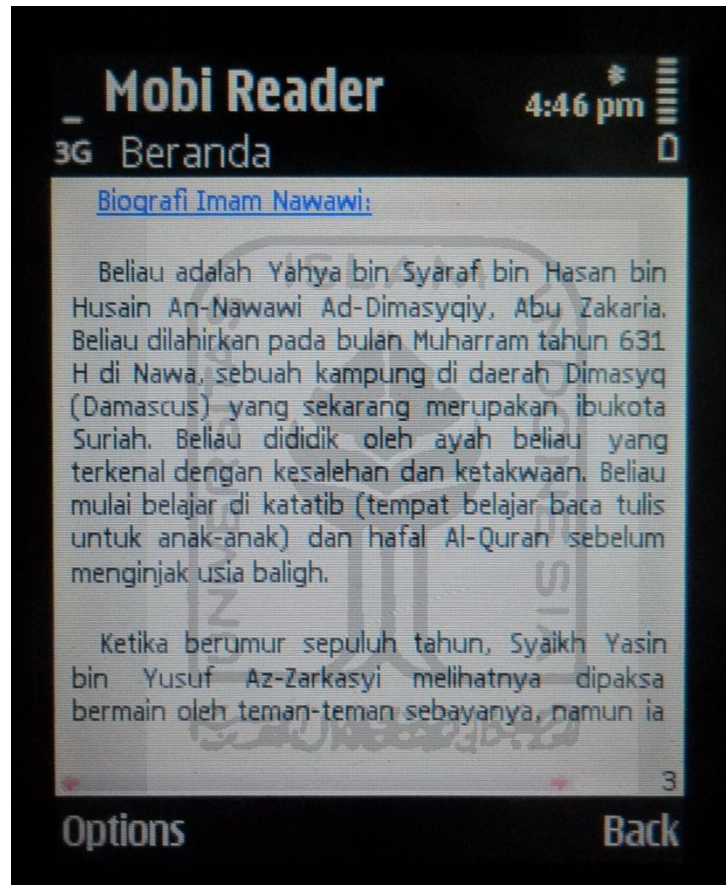 Mobi Reader
4:46 pm
3G Beranda
Biografi Imam Nawawi:
Beliau adalah Yahya bin Syaraf bin Hasan bin
Husain An-Nawawi Ad-Dimasyqiy, Abu Zakaria.
Beliau dilahirkan pada bulan Muharram tahun 631
H di Nawa, sebuah kampung di daerah Dimasyq
(Damascus) yang sekarang merupakan ibukota
Suriah. Beliau dididik oleh ayah beliau yang
terkenal dengan kesalehan dan ketakwaan. Beliau
mulai belajar di katatib (tempat belajar baca tulis
untuk anak-anak) dan hafal Al-Quran sebelum
menginjak usia baligh.
Ketika berumur sepuluh tahun, Syaikh Yasin
bin Yusuf Az-Zarkasyi melihatnya dipaksa
bermain oleh teman-teman sebayanya, namun ia
3
Options
Back
UNIVERSITAS
ISLAM
INDONESIA